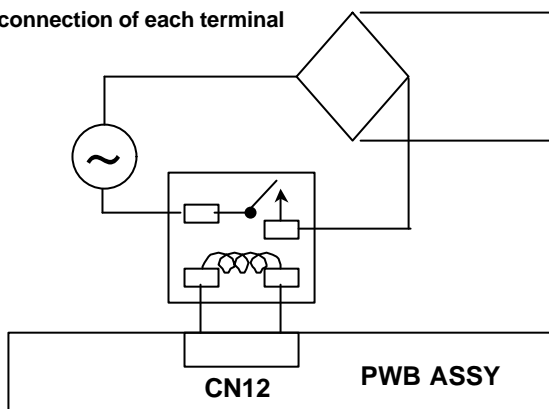 connection of each terminal
~
CN12
PWB ASSY